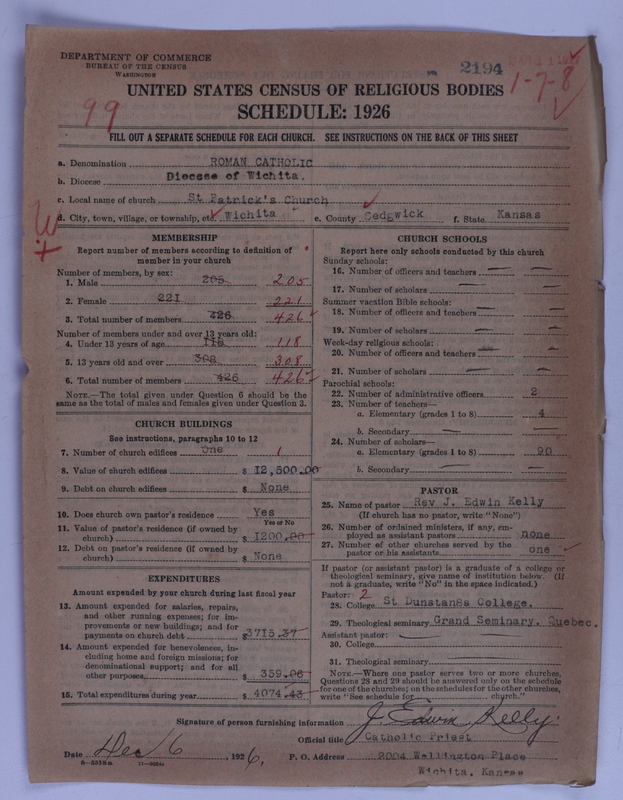 DEPARTMENT OF COMMERCE
BUREAU OF THE CENSUS
WASHINGTON
2194
1-7-8
99
UNITED STATES CENSUS OF RELIGIOUS BODIES
SCHEDULE: 1926
FILL OUT A SEPARATE SCHEDULE FOR EACH CHURCH. SEE INSTRUCTIONS ON THE BACK OF THIS SHEET
a. Denomination ROMAN CATHOLIC
b. Diocese Diocese of Wichita.
c. Local name of church St Patrick's Church
d. City, town, village, or township, etc. Wichita e. County Sedgwick f. State Kansas
MEMBERSHIP
Report number of members according to definition of
member in your church
Number of members, by sex:
1. Male 205 205
2. Female 221 221
3. Total number of members 426 426
Number of members under and over 13 years old:
4. Under 13 years of age 118 118
5. 13 years old and over 308 308
6. Total number of members 426 426
NOTE.—The total given under Question 6 should be the
same as the total of males and females given under Question 3.
CHURCH BUILDINGS
See instructions, paragraphs 10 to 12
7. Number of church edifices One 1
8. Value of church edifices $ 12,500.00
9. Debt on church edifices $ None
10. Does church own pastor's residence? Yes
Yes or No
11. Value of pastor's residence (if owned by
church) $ 1200.00
12. Debt on pastor's residence (if owned by
church) $ None
EXPENDITURES
Amount expended by your church during last fiscal year
13. Amount expended for salaries, repairs,
and other running expenses; for im-
provements or new buildings; and for
payments on church debt $3715.37
14. Amount expended for benevolences, in-
cluding home and foreign missions; for
denominational support; and for all
other purposes $ 359.06
15. Total expenditures during year $ 4074.43
CHURCH SCHOOLS
Report here only schools conducted by this church
Sunday schools:
16. Number of officers and teachers — —
17. Number of scholars — —
Summer vacation Bible schools:
18. Number of officers and teachers — —
19. Number of scholars — —
Week-day religious schools:
20. Number of officers and teachers — —
21. Number of scholars — —
Parochial schools:
22. Number of administrative officers 2
23. Number of teachers—
a. Elementary (grades 1 to 8) 4
b. Secondary — —
24. Number of scholars—
a. Elementary (grades 1 to 8) 90
b. Secondary — —
PASTOR
25. Name of pastor Rev J. Edwin Kelly
(If church has no pastor, write "None")
26. Number of ordained ministers, if any, em-
ployed as assistant pastors none
27. Number of other churches served by the
pastor or his assistants one
If pastor (or assistant pastor) is a graduate of a college or
theological seminary, give name of institution below. (If
not a graduate, write "No" in the space indicated.)
Pastor: 2
28. College St Dunstan8s College.
29. Theological seminary Grand Seminary. Quebec.
Assistant pastor: —
30. College
31. Theological seminary
NOTE.—Where one pastor serves two or more churches,
Questions 28 and 29 should be answered only on the schedule
for one of the churches; on the schedules for the other churches,
write "See schedule for church."
Signature of person furnishing information J. Edwin Kelly
Official title Catholic Priest
Date Dec 6, 1926. P. O. Address 2004 Wellington Place
Wichita, Kansas